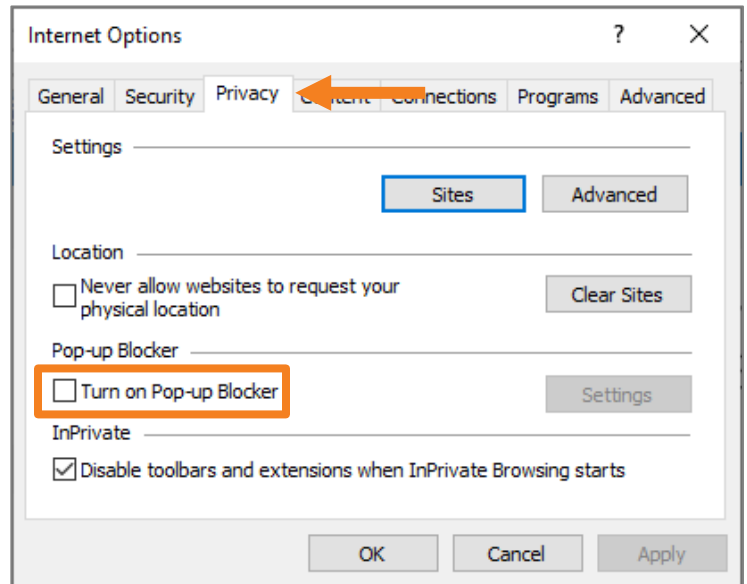 Internet Options ?
General Security Privacy Content Connections Programs Advanced
Settings
Sites Advanced
Location
Never allow websites to request your
physical location
Clear Sites
Pop-up Blocker
Turn on Pop-up Blocker Settings
InPrivate
Disable toolbars and extensions when InPrivate Browsing starts
OK Cancel Apply